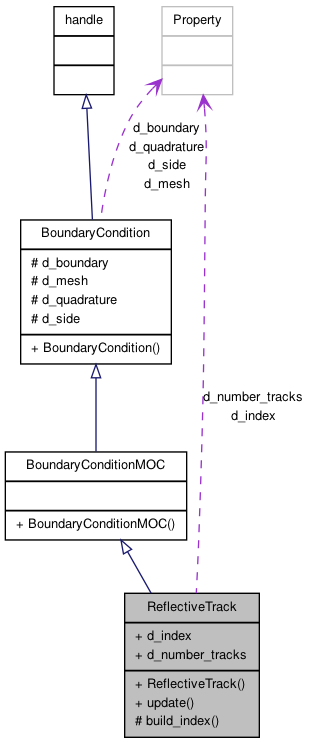 handle
Property
d_boundary
d_quadrature
d_side
d_mesh
BoundaryCondition
# d_boundary
# d_mesh
# d_quadrature
# d_side
+ BoundaryCondition()
d_number_tracks
d_index
BoundaryConditionMOC
+ BoundaryConditionMOC()
ReflectiveTrack
+ d_index
+ d_number_tracks
+ ReflectiveTrack()
+ update()
# build_index()